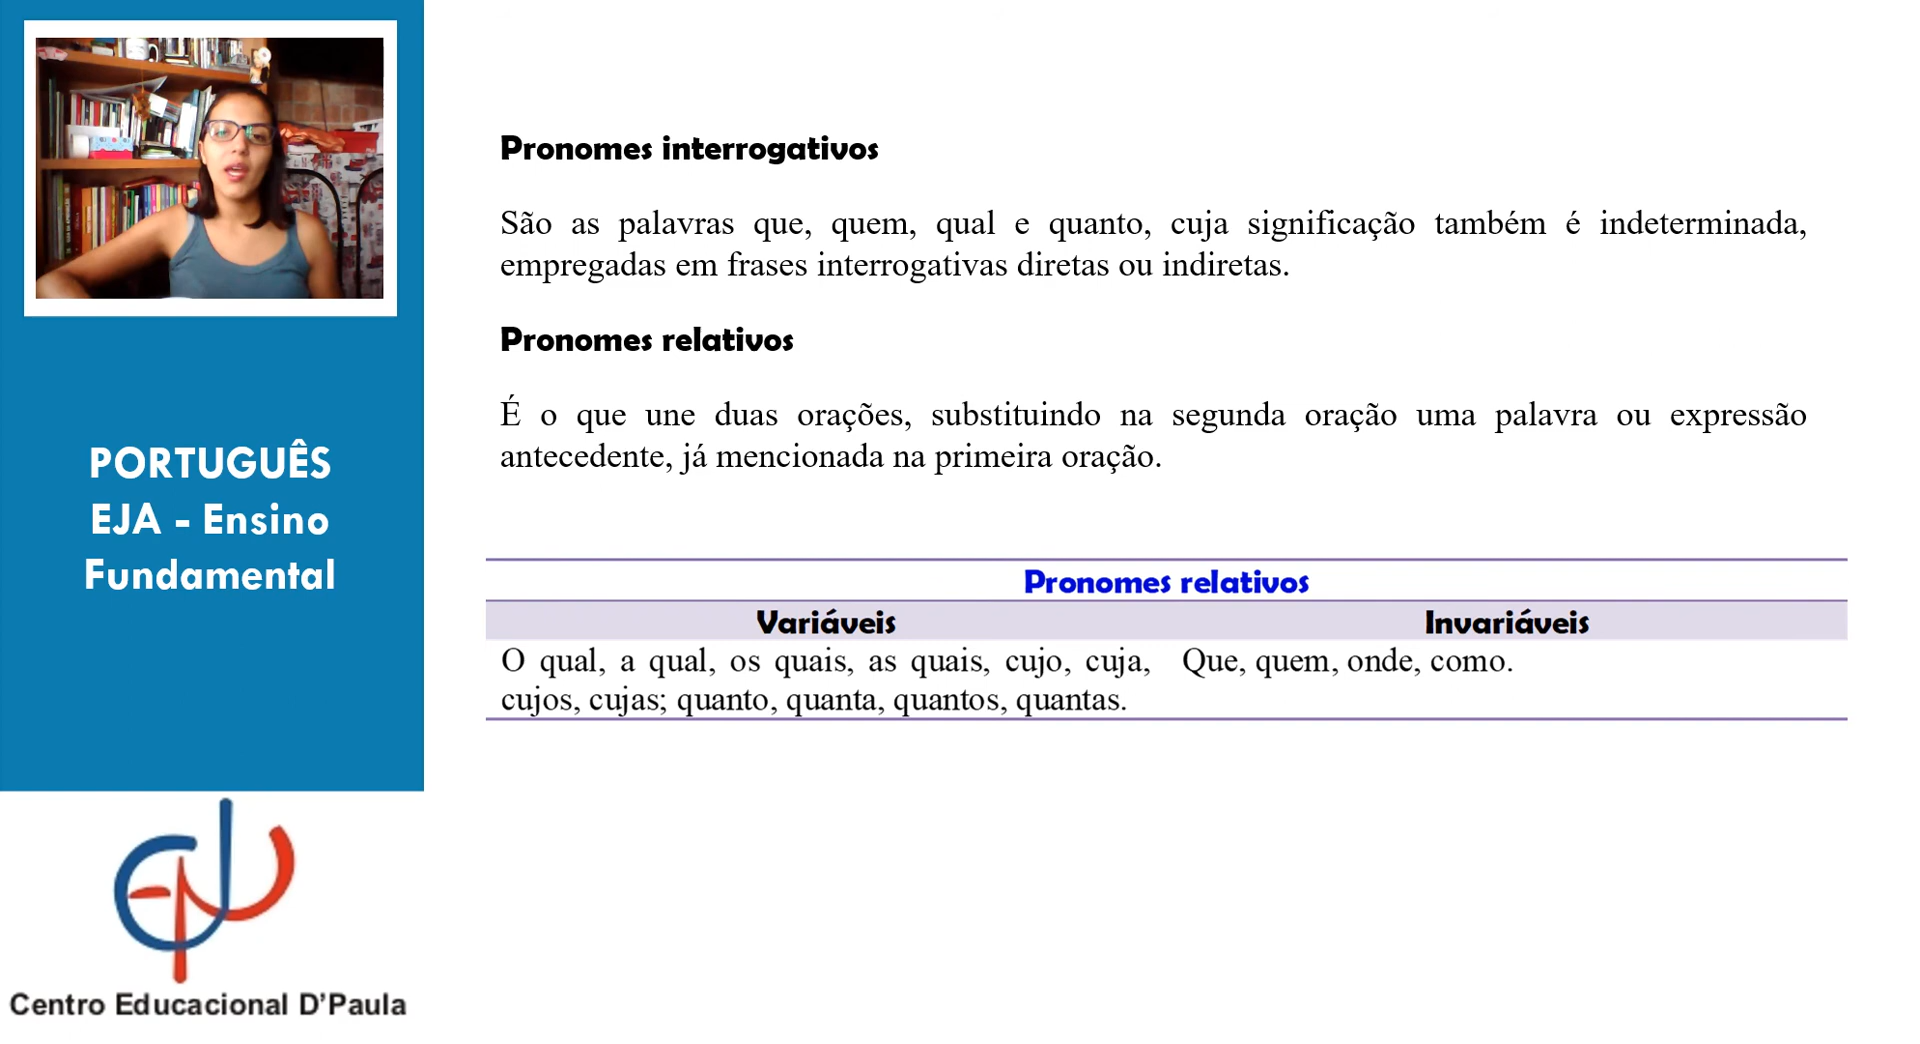 PORTUGUÊS
EJA - Ensino
Fundamental
Centro Educacional D'Paula
Pronomes interrogativos
São as palavras que, quem, qual e quanto, cuja significação também é indeterminada,
empregadas em frases interrogativas diretas ou indiretas.
Pronomes relativos
É o que une duas orações, substituindo na segunda oração uma palavra ou expressão
antecedente, já mencionada na primeira oração.
Pronomes relativos
Variáveis
Invariáveis
O qual, a qual, os quais, as quais, cujo, cuja,
cujos, cujas; quanto, quanta, quantos, quantas.
Que, quem, onde, como.